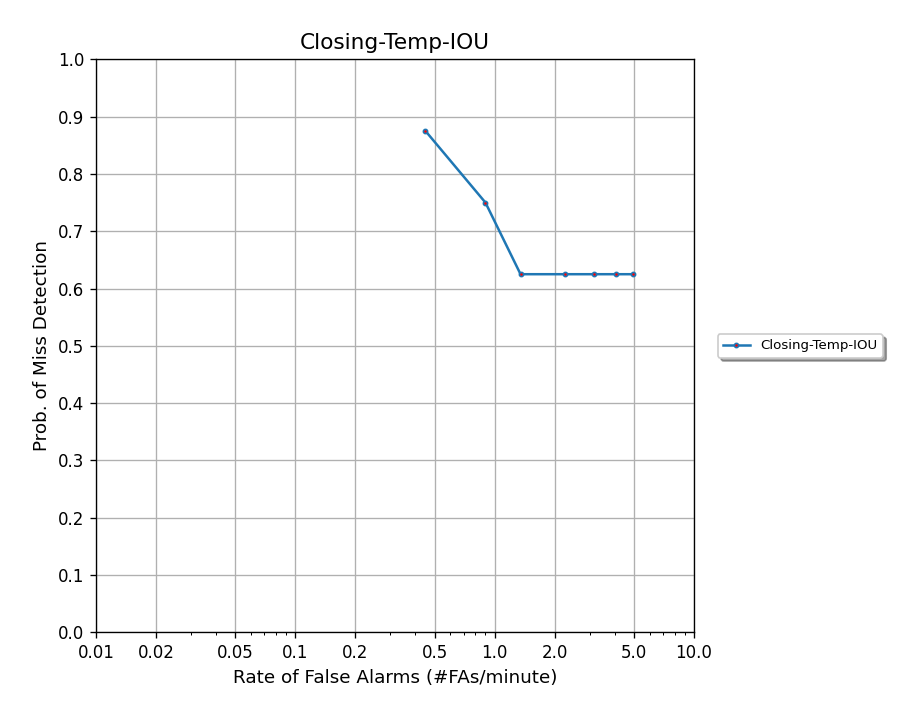 Closing-Temp-IOU
1.0
0.9
0.8
0.7
0.6
0.5
0.4
0.3
0.2
0.1
0.0
Prob. of Miss Detection
0.01 0.02 0.05 0.1 0.2 0.5 1.0 2.0 5.0 10.0
Rate of False Alarms (#FAs/minute)
Closing-Temp-IOU